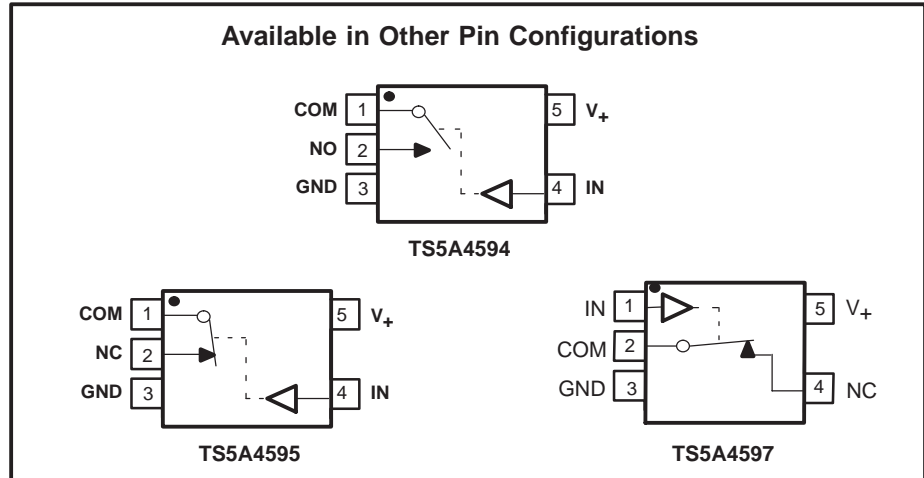 Available in Other Pin Configurations
COM 1 5 V+
NO 2
GND 3 4 IN
TS5A4594
COM 1 5 V+
NC 2
GND 3 4 IN
TS5A4595
IN 1 5 V+
COM 2
GND 3 4 NC
TS5A4597